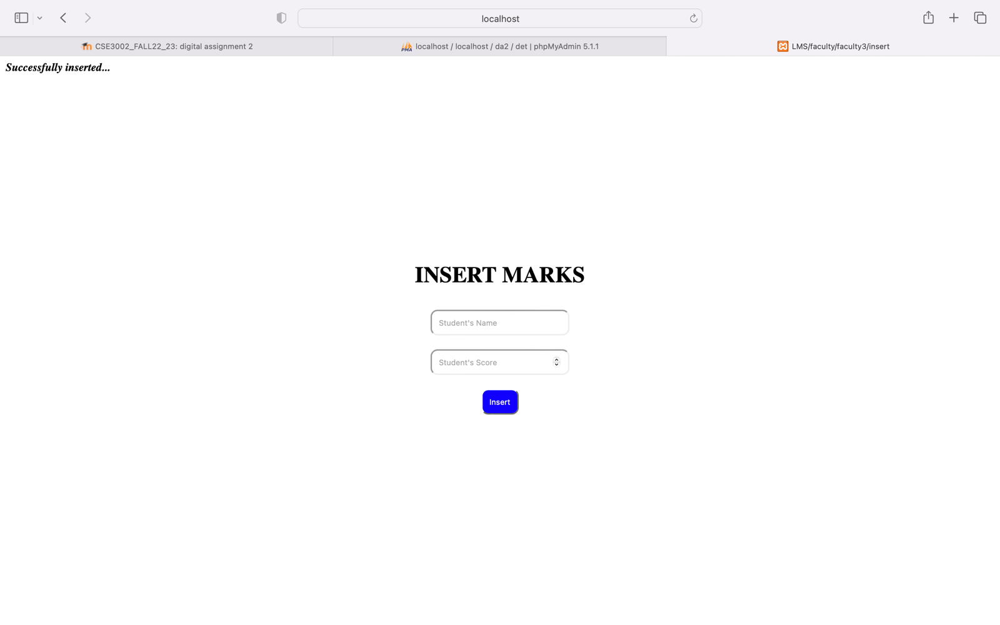 localhost
CSE3002_FALL22_23: digital assignment 2
PMA localhost / localhost / da2 / det | phpMyAdmin 5.1.1
LMS/faculty/faculty3/insert
Successfully inserted...
INSERT MARKS
Student's Name
Student's Score
Insert